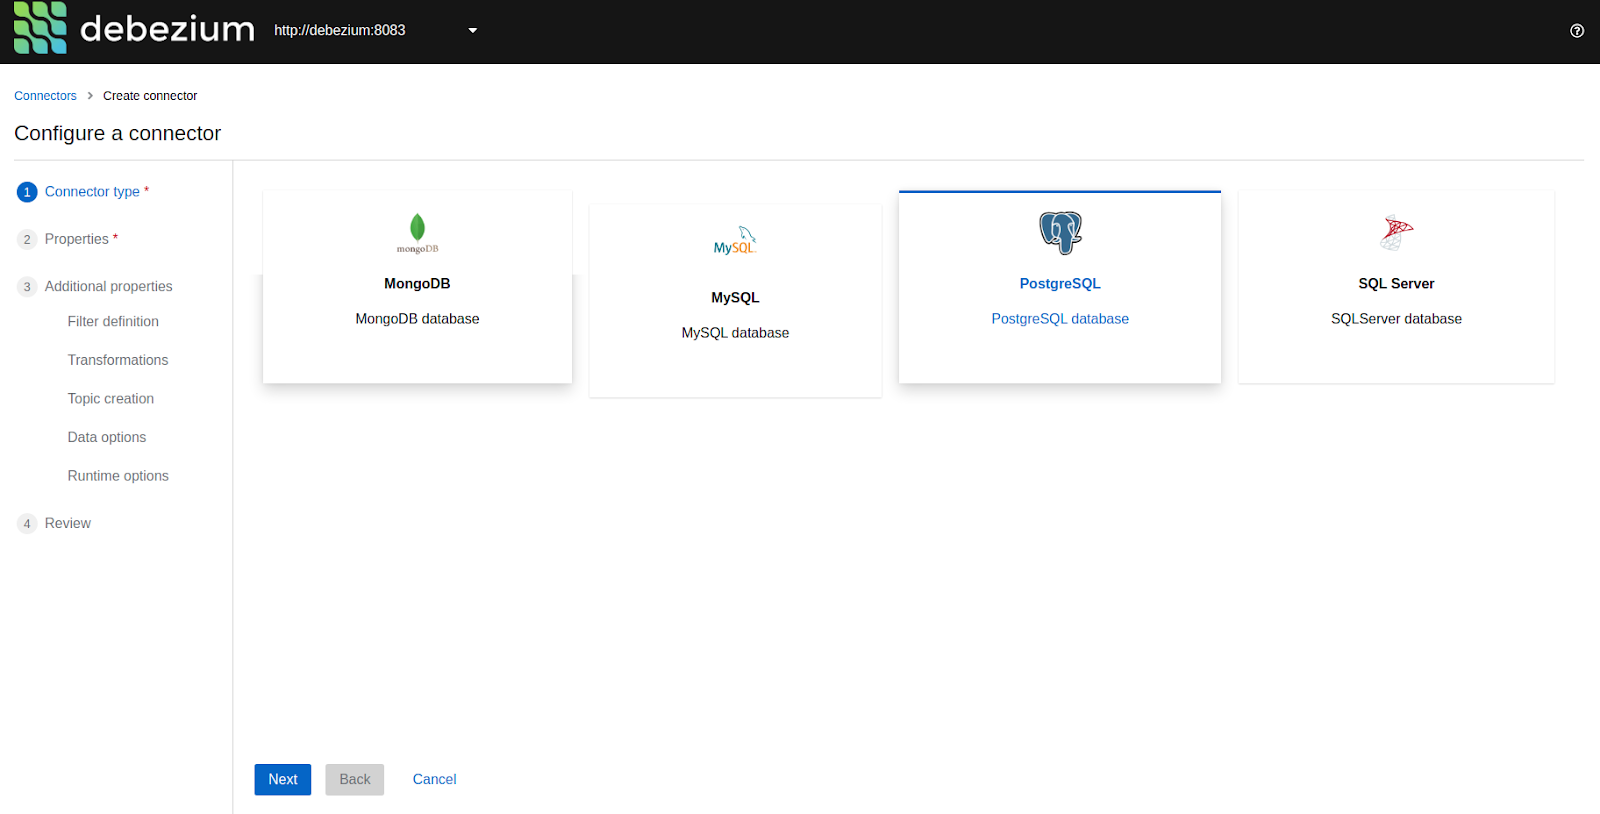 debezium http://debezium:8083
Connectors > Create connector
Configure a connector
1 Connector type *
2 Properties *
3 Additional properties
Filter definition
Transformations
Topic creation
Data options
Runtime options
4 Review
mongoDB
MongoDB
MongoDB database
MySQL
MySQL
MySQL database
PostgreSQL
PostgreSQL database
SQL Server
SQLServer database
Next Back Cancel